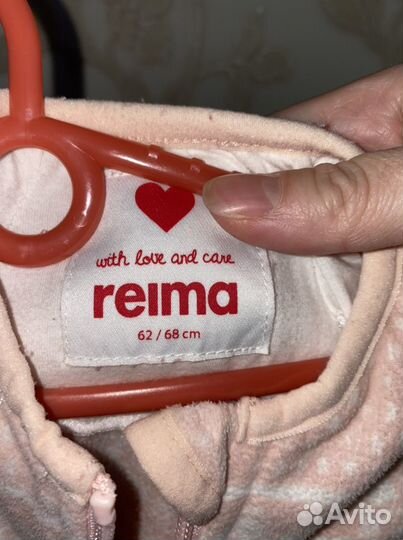 with love and care
reima
62 / 68 cm
Avito